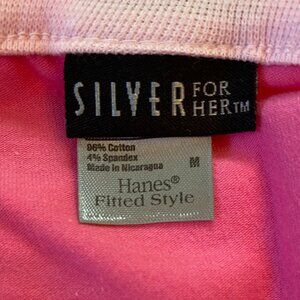 SILVER FOR
HER™
96% Cotton
4% Spandex
Made in Nicaragua M
Hanes®
Fitted Style